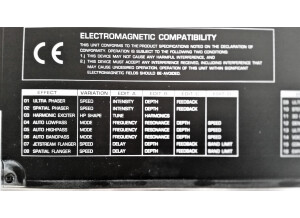 CE
ELECTROMAGNETIC COMPATIBILITY
THIS UNIT CONFORMS TO THE PRODUCT SPECIFICATIONS NOTED ON THE DECLARATION
OF CONFORMITY. OPERATION IS SUBJECT TO THE FOLLOWING TWO CONDITIONS:
1.) THIS DEVICE MAY NOT CAUSE ANY HARMFUL INTERFERENCE, AND
2.) THIS DEVICE MUST ACCEPT ANY INTERFERENCE RECEIVED, INCLUDING INTERFERENCE THAT
MAY CAUSE UNDESIRED OPERATION. OPERATION OF THIS UNIT WITHIN SIGNIFICANT
ELECTROMAGNETIC FIELDS SHOULD BE AVOIDED.
EFFECT VARIATION EDIT A
01 ULTRA PHASER SPEED INTENSITY DEPTH FEEDBACK
02 SPATIAL PHASER SPEED INTENSITY DEPTH FEEDBACK
03 HARMONIC EXCITER HP SHAPE TUNE HARMONICS
04 AUTO LOWPASS MODE FREQUENCY RESONANCE DEPTH SPEED
05 AUTO HIGHPASS MODE FREQUENCY RESONANCE DEPTH SPEED
06 AUTO BANDPASS MODE FREQUENCY RESONANCE DEPTH SPEED
07 JETSTREAM FLANGER SPEED DELAY DEPTH FEEDBACK BAND LIMIT
08 SPATIAL FLANGER SPEED DELAY DEPTH FEEDBACK BAND LIMIT